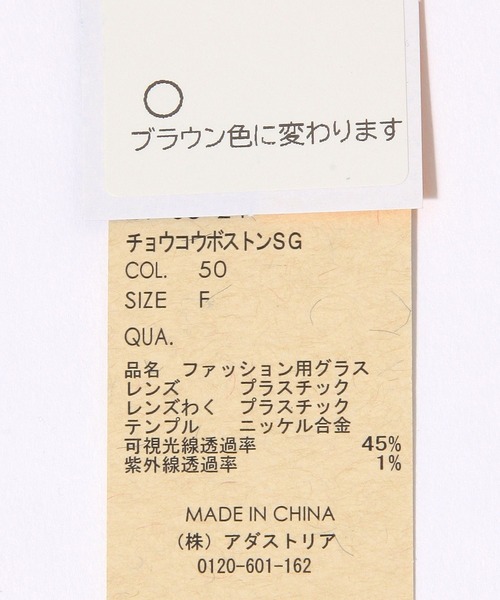 ブラウン色に変わります
チョウコウボストンSG
COL. 50
SIZE F
QUA.
品名 ファッション用グラス
レンズ プラスチック
レンズわく プラスチック
テンプル ニッケル合金
可視光線透過率 45%
紫外線透過率 1%
MADE IN CHINA
（株）アダストリア
0120-601-162